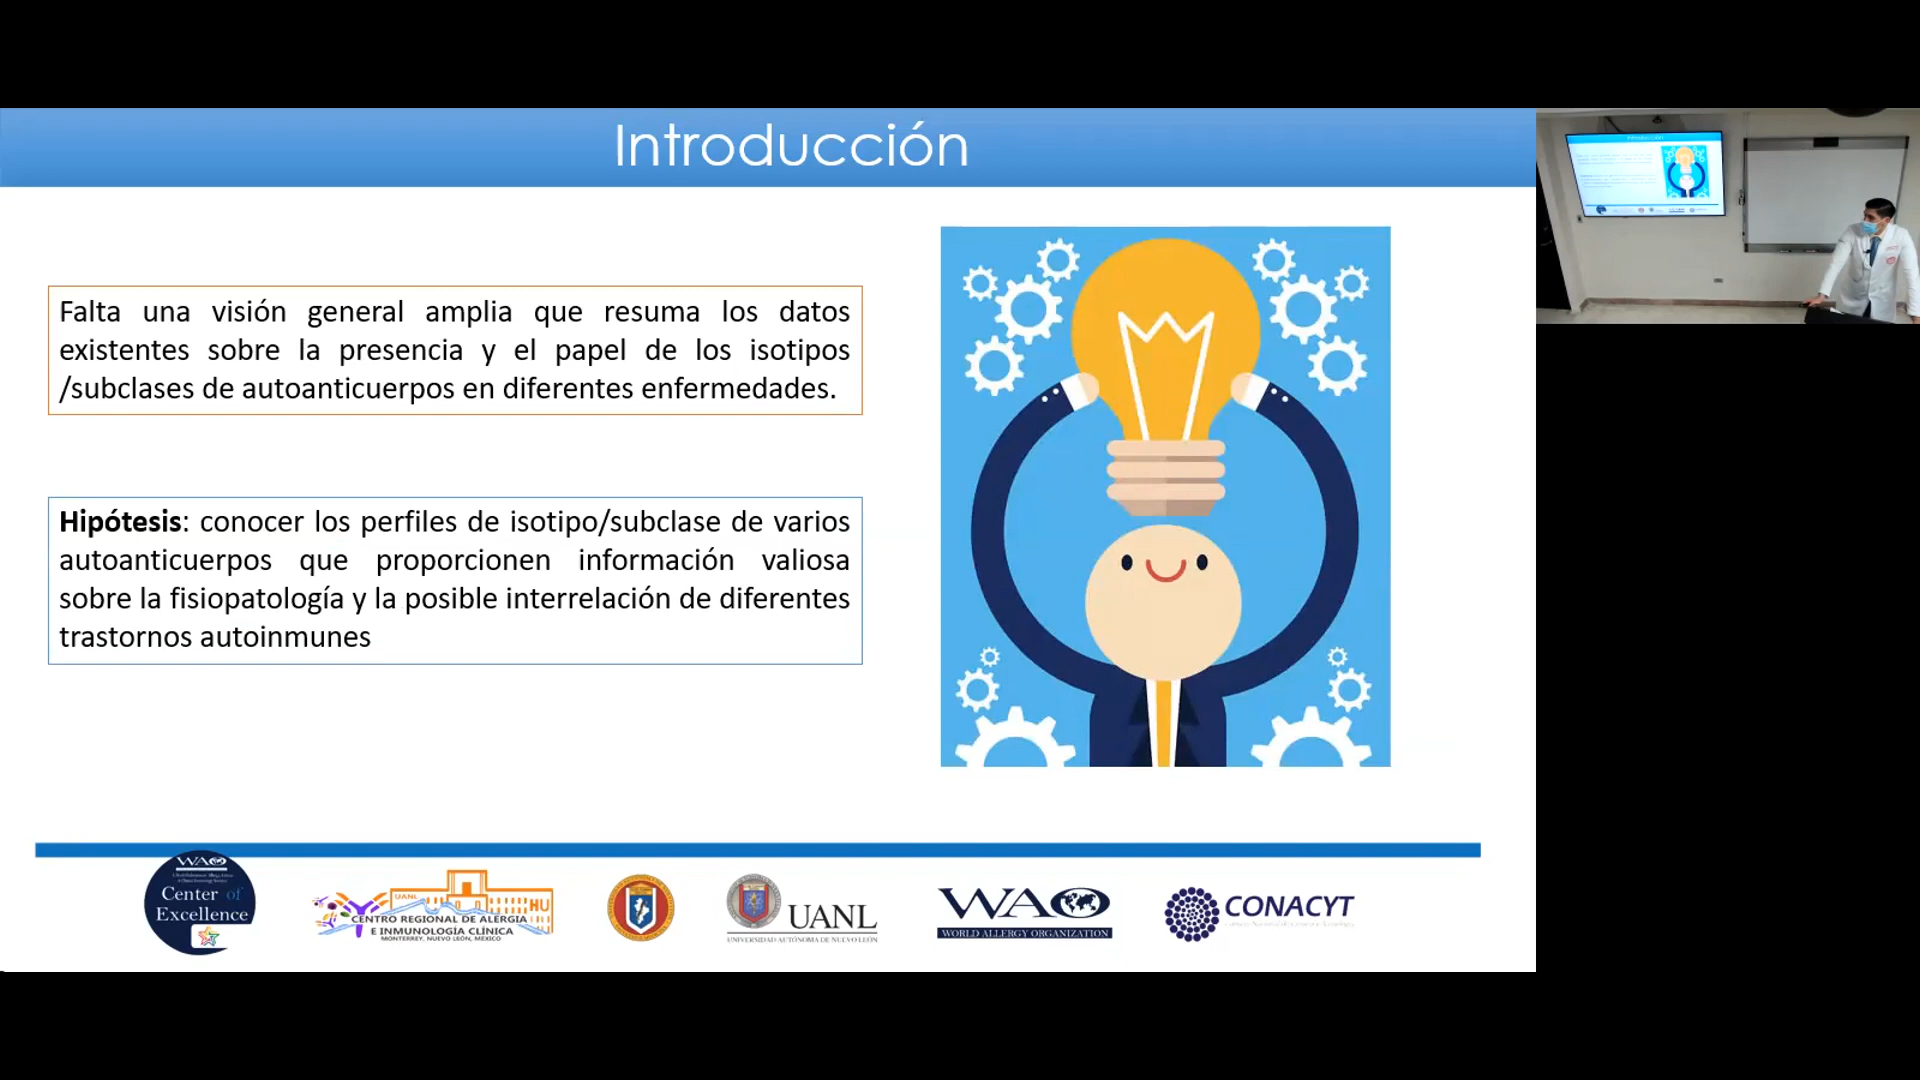 Introducción
Falta una visión general amplia que resuma los datos
existentes sobre la presencia y el papel de los isotipos
/subclases de autoanticuerpos en diferentes enfermedades.
Hipótesis: conocer los perfiles de isotipo/subclase de varios
autoanticuerpos que proporcionen información valiosa
sobre la fisiopatología y la posible interrelación de diferentes
trastornos autoinmunes
WAO
Center of
Excellence
UANL
HU
CENTRO REGIONAL DE ALERGIA
E INMUNOLOGÍA CLÍNICA
MONTERREY, NUEVO LEÓN, MÉXICO
UANL
UNIVERSIDAD AUTÓNOMA DE NUEVO LEÓN
WAO
WORLD ALLERGY ORGANIZATION
CONACYT